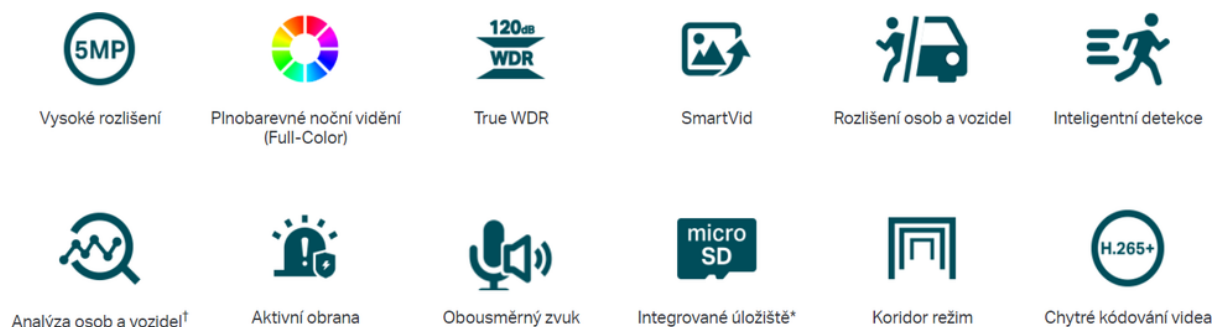 5MP
120dB
WDR
Vysoké rozlišení
Plnobarevné noční vidění
(Full-Color)
True WDR
SmartVid
Rozlišení osob a vozidel
Inteligentní detekce
micro
SD
H.265+
Analýza osob a vozidel†
Aktivní obrana
Obousměrný zvuk
Integrované úložiště*
Koridor režim
Chytré kódování videa